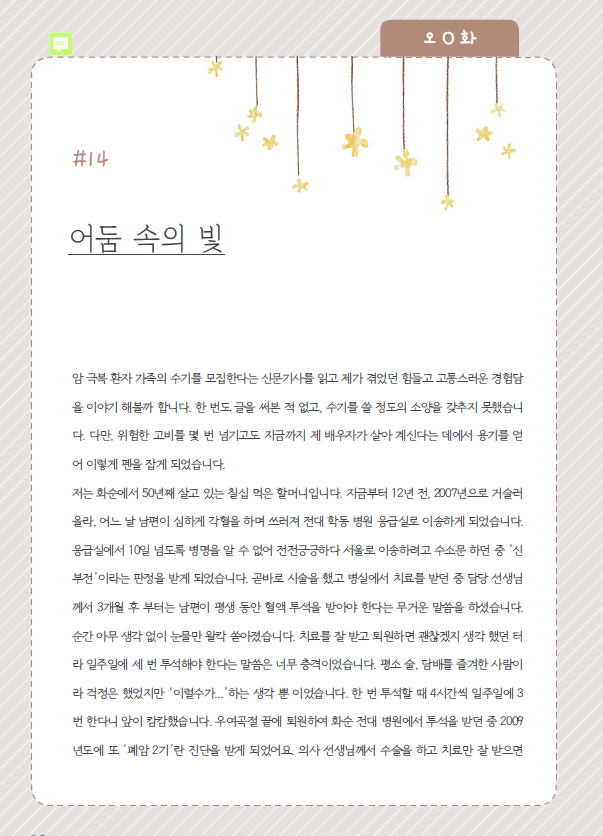 오○화
#14
어둠 속의 빛
암 극복 환자 가족의 수기를 모집한다는 신문기사를 읽고 제가 겪었던 힘들고 고통스러운 경험담
을 이야기 해볼까 합니다. 한 번도 글을 써본 적 없고, 수기를 쓸 정도의 소양을 갖추지 못했습니
다. 다만, 위험한 고비를 몇 번 넘기고도 지금까지 제 배우자가 살아 계신다는 데에서 용기를 얻
어 이렇게 펜을 잡게 되었습니다.
저는 화순에서 50년째 살고 있는 칠십 먹은 할머니입니다. 지금부터 12년 전, 2007년으로 거슬러
올라, 어느 날 남편이 심하게 각혈을 하며 쓰러져 전대 학동 병원 응급실로 이송하게 되었습니다.
응급실에서 10일 넘도록 병명을 알 수 없어 전전긍긍하다 서울로 이송하려고 수소문 하던 중 ‘신
부전’이라는 판정을 받게 되었습니다. 곧바로 시술을 했고 병실에서 치료를 받던 중 담당 선생님
께서 3개월 후 부터는 남편이 평생 동안 혈액 투석을 받아야 한다는 무거운 말씀을 하셨습니다.
순간 아무 생각 없이 눈물만 왈칵 쏟아졌습니다. 치료를 잘 받고 퇴원하면 괜찮겠지 생각 했던 터
라 일주일에 세 번 투석해야 한다는 말씀은 너무 충격이었습니다. 평소 술, 담배를 즐겨한 사람이
라 걱정은 했었지만 ‘이럴수가...’하는 생각 뿐 이었습니다. 한 번 투석할 때 4시간씩 일주일에 3
번 한다니 앞이 캄캄했습니다. 우여곡절 끝에 퇴원하여 화순 전대 병원에서 투석을 받던 중 2009
년도에 또 ‘폐암 2기’란 진단을 받게 되었어요. 의사 선생님께서 수술을 하고 치료만 잘 받으면